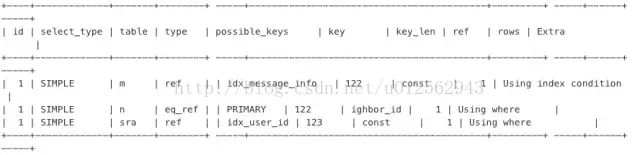 +----+-------------+-------+--------+ -----+---------------------------------------+ -----+-----
-----+
| id | select_type | table | type | possible_keys | key | key_len | ref | rows | Extra
|
+----+-------------+-------+--------+ -----+---------------------------------------+ -----+-----
-----+
| 1 | SIMPLE | m | ref | | idx_message_info | 122 | const | 1 | Using index condition
|
| 1 | SIMPLE | n | eq_ref | | PRIMARY | 122 | ighbor_id | 1 | Using where |
| 1 | SIMPLE | sra | ref | | idx_user_id | 123 | const | 1 | Using where |
+----+-------------+-------+--------+ -----+---------------------------------------+ -----+-----
-----+
http://blog.csdn.net/u012562943